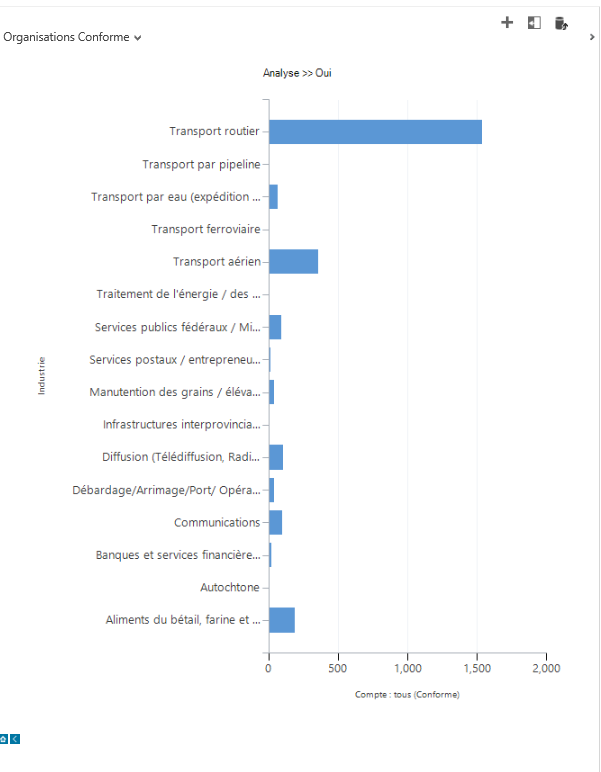 Organisations Conforme
Analyse >> Oui
Transport routier
Transport par pipeline
Transport par eau (expédition ...
Transport ferroviaire
Transport aérien
Traitement de l'énergie / des ...
Services publics fédéraux / Mi...
Services postaux / entrepreneu...
Manutention des grains / éléva...
Infrastructures interprovincia...
Diffusion (Télédiffusion, Radi...
Débardage/Arrimage/Port/ Opéra...
Communications
Banques et services financière...
Autochtone
Aliments du bétail, farine et ...
Industrie
0 500 1,000 1,500 2,000
Compte : tous (Conforme)